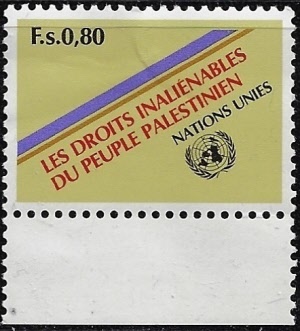 F.s.0,80
LES DROITS INALIÉNABLES
DU PEUPLE PALESTINIEN
NATIONS UNIES